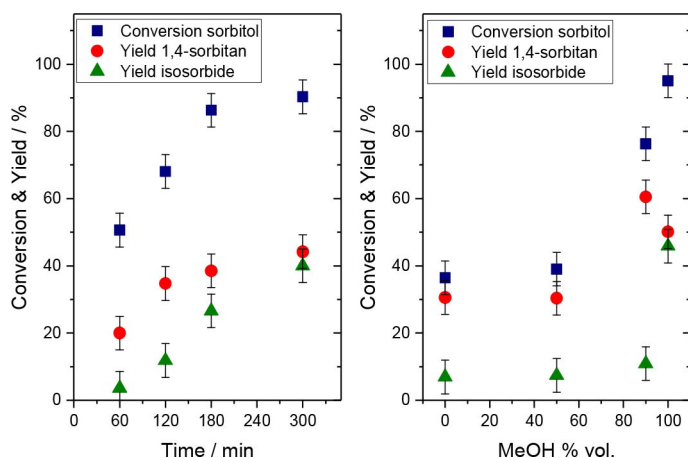 Conversion sorbitol
Yield 1,4-sorbitan
Yield isosorbide
100
80
60
40
20
0
0 60 120 180 240 300
Time / min
Conversion & Yield / %
Conversion sorbitol
Yield 1,4-sorbitan
Yield isosorbide
100
80
60
40
20
0
0 20 40 60 80 100
MeOH % vol.
Conversion & Yield / %